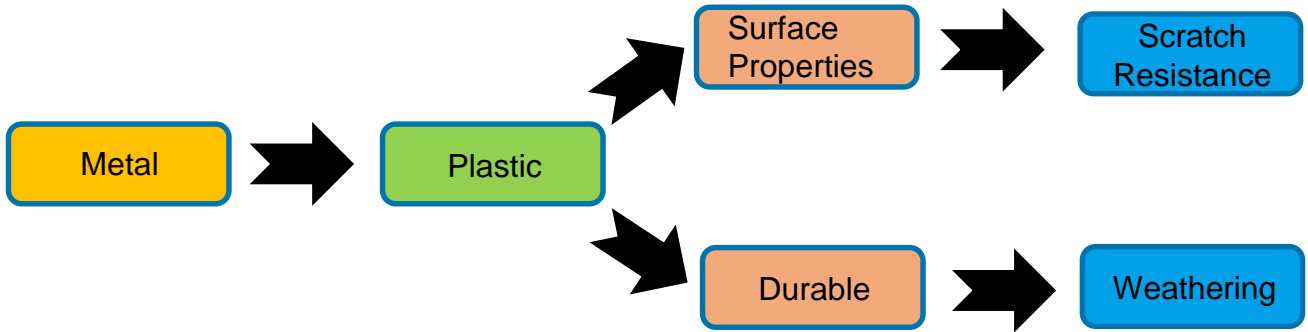 Metal
Plastic
Surface
Properties
Scratch
Resistance
Durable
Weathering